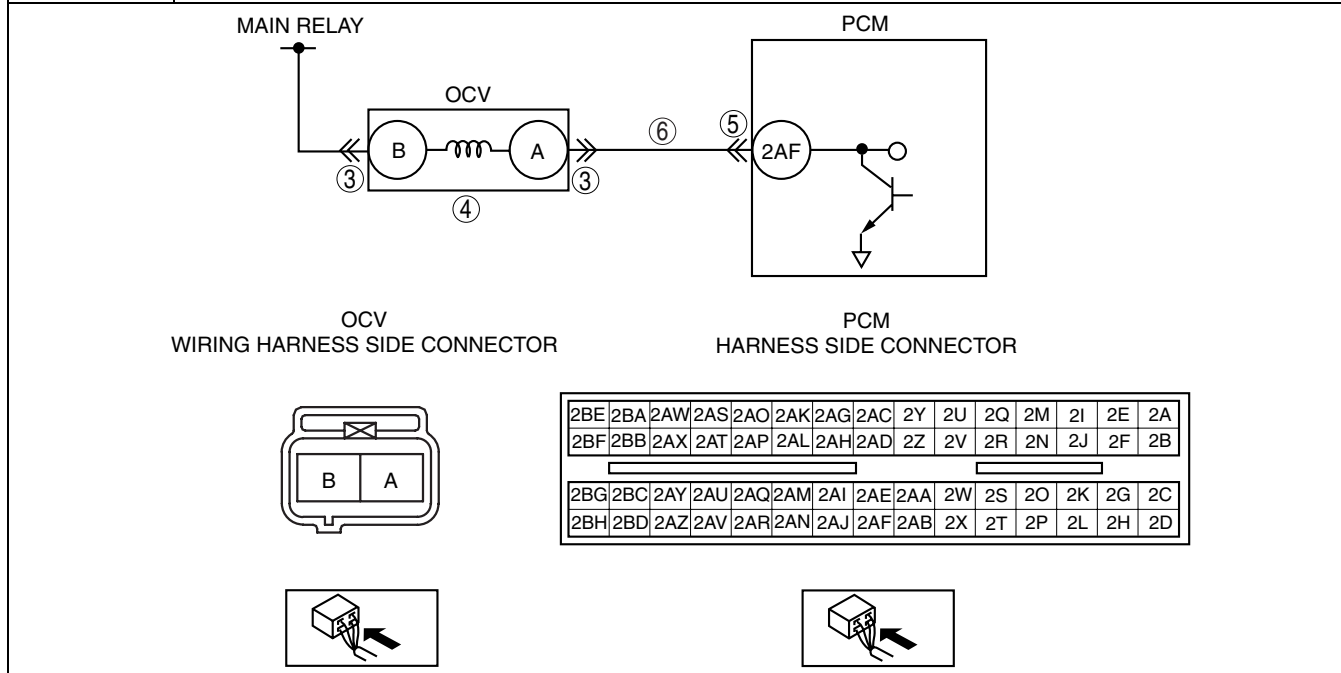 MAIN RELAY
PCM
OCV
B
A
③
③
④
⑥
⑤
2AF
OCV
WIRING HARNESS SIDE CONNECTOR
PCM
HARNESS SIDE CONNECTOR
B A
2BE 2BA 2AW 2AS 2AO 2AK 2AG 2AC 2Y 2U 2Q 2M 2I 2E 2A
2BF 2BB 2AX 2AT 2AP 2AL 2AH 2AD 2Z 2V 2R 2N 2J 2F 2B
2BG 2BC 2AY 2AU 2AQ 2AM 2AI 2AE 2AA 2W 2S 2O 2K 2G 2C
2BH 2BD 2AZ 2AV 2AR 2AN 2AJ 2AF 2AB 2X 2T 2P 2L 2H 2D